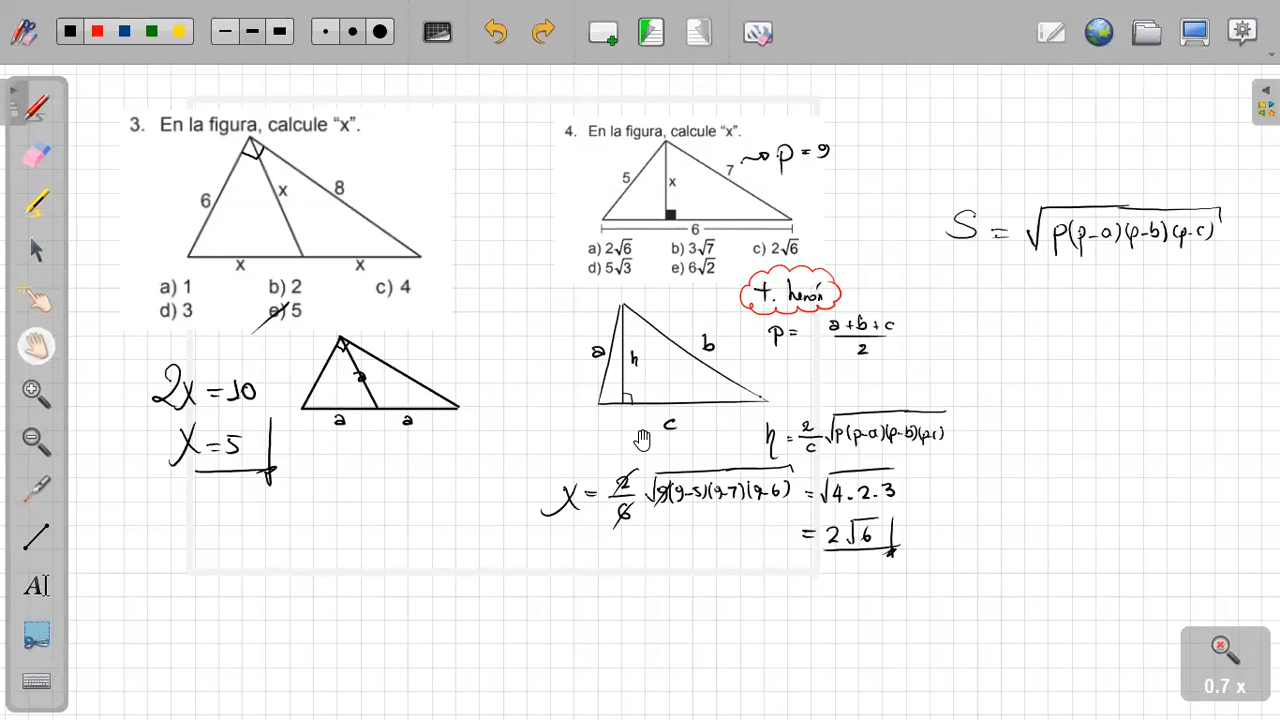 3. En la figura, calcule “x”.
6
x
8
x
x
a) 1 b) 2 c) 4
d) 3 e) 5
2x = 10
x = 5
a
a
a
4. En la figura, calcule “x”.
5
x
7
p = 9
6
a) 2√6 b) 3√7 c) 2√6
d) 5√3 e) 6√2
t. herón
p = a+b+c / 2
a
h
b
c
h = 2/c √p(p-a)(p-b)(p-c)
x = 2/6 √9(9-5)(9-7)(9-6) = √4.2.3
= 2√6
S = √p(p-a)(p-b)(p-c)
AI
0.7 x